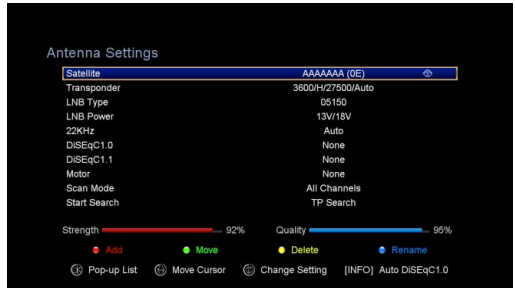 Antenna Settings
Satellite AAAAAAA (0E)
Transponder 3600/H/27500/Auto
LNB Type 05150
LNB Power 13V/18V
22KHz Auto
DiSEqC1.0 None
DiSEqC1.1 None
Motor None
Scan Mode All Channels
Start Search TP Search
Strength 92% Quality 95%
Add Move Delete Rename
Pop-up List Move Cursor Change Setting [INFO] Auto DiSEqC1.0